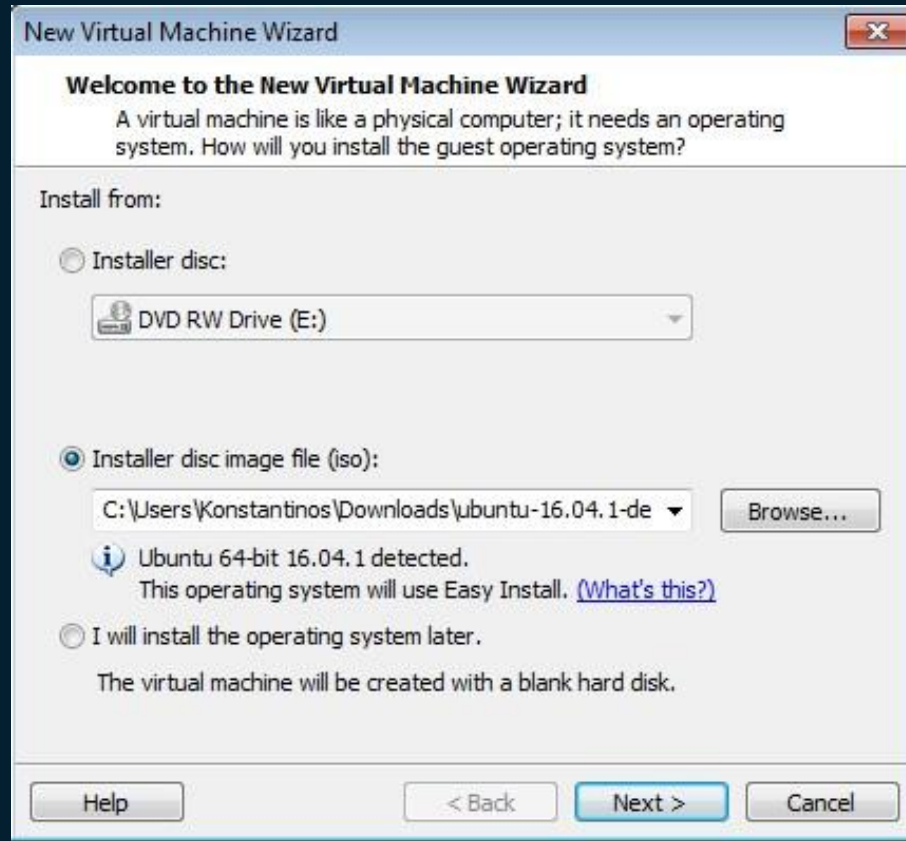 New Virtual Machine Wizard
Welcome to the New Virtual Machine Wizard
A virtual machine is like a physical computer; it needs an operating
system. How will you install the guest operating system?
Install from:
Installer disc:
DVD RW Drive (E:)
Installer disc image file (iso):
C:\Users\Konstantinos\Downloads\ubuntu-16.04.1-de
Browse...
Ubuntu 64-bit 16.04.1 detected.
This operating system will use Easy Install. (What's this?)
I will install the operating system later.
The virtual machine will be created with a blank hard disk.
Help
< Back
Next >
Cancel